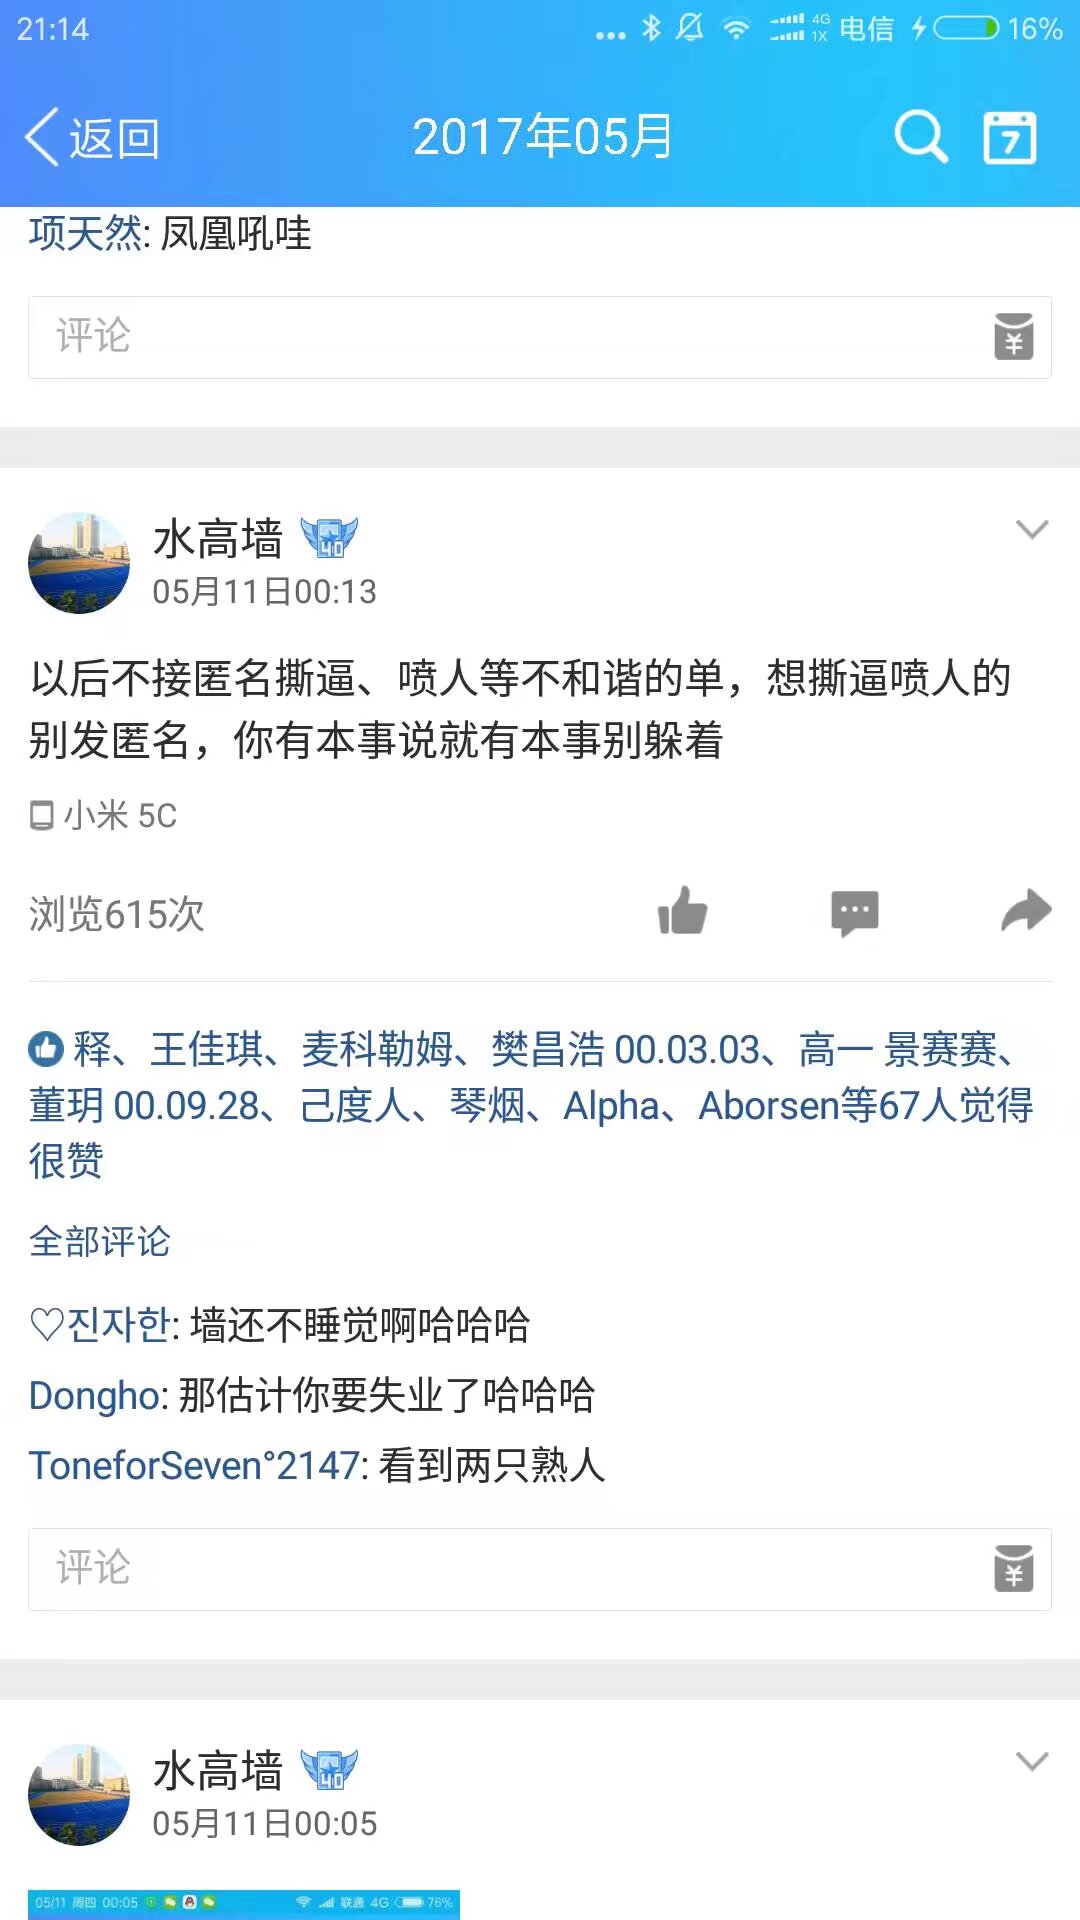 21:14 4G 1X 电信 16%
返回 2017年05月 7
项天然: 凤凰吼哇
评论
水高墙 40
05月11日00:13
以后不接匿名撕逼、喷人等不和谐的单，想撕逼喷人的
别发匿名，你有本事说就有本事别躲着
小米 5C
浏览615次
释、王佳琪、麦科勒姆、樊昌浩 00.03.03、高一 景赛赛、
董玥 00.09.28、己度人、琴烟、Alpha、Aborsen等67人觉得
很赞
全部评论
♡진자한: 墙还不睡觉啊哈哈哈
Dongho: 那估计你要失业了哈哈哈
ToneforSeven°2147: 看到两只熟人
评论
水高墙 40
05月11日00:05
05/11 周四 00:05 联通 4G 76%